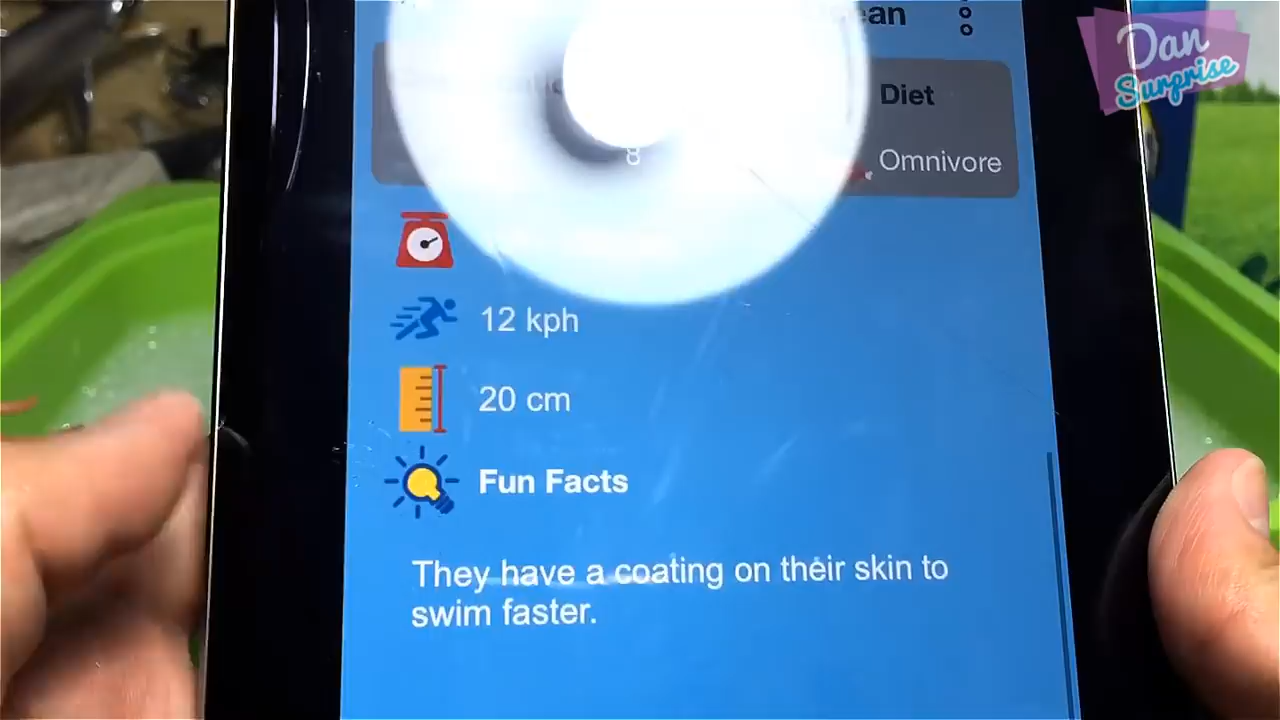 Dan
Surprise
Diet
8
Omnivore
12 kph
20 cm
Fun Facts
They have a coating on their skin to
swim faster.